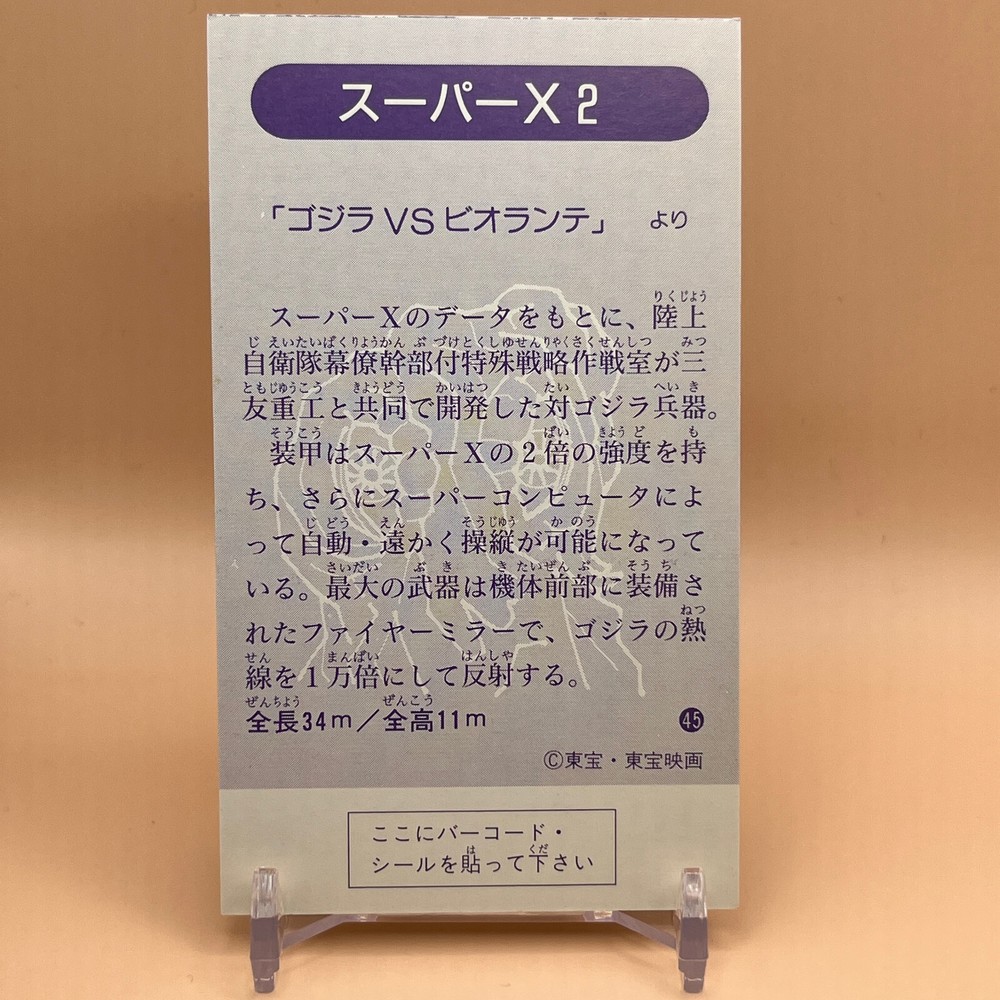 スーパーX2
「ゴジラVSビオランテ」 より
スーパーXのデータをもとに、陸上
自衛隊幕僚幹部付特殊戦略作戦室が三
友重工と共同で開発した対ゴジラ兵器。
装甲はスーパーXの2倍の強度を持
ち、さらにスーパーコンピュータによ
って自動・遠かく操縦が可能になって
いる。最大の武器は機体前部に装備さ
れたファイヤーミラーで、ゴジラの熱
線を1万倍にして反射する。
全長34m/全高11m
45
©東宝・東宝映画
ここにバーコード・
シールを貼って下さい